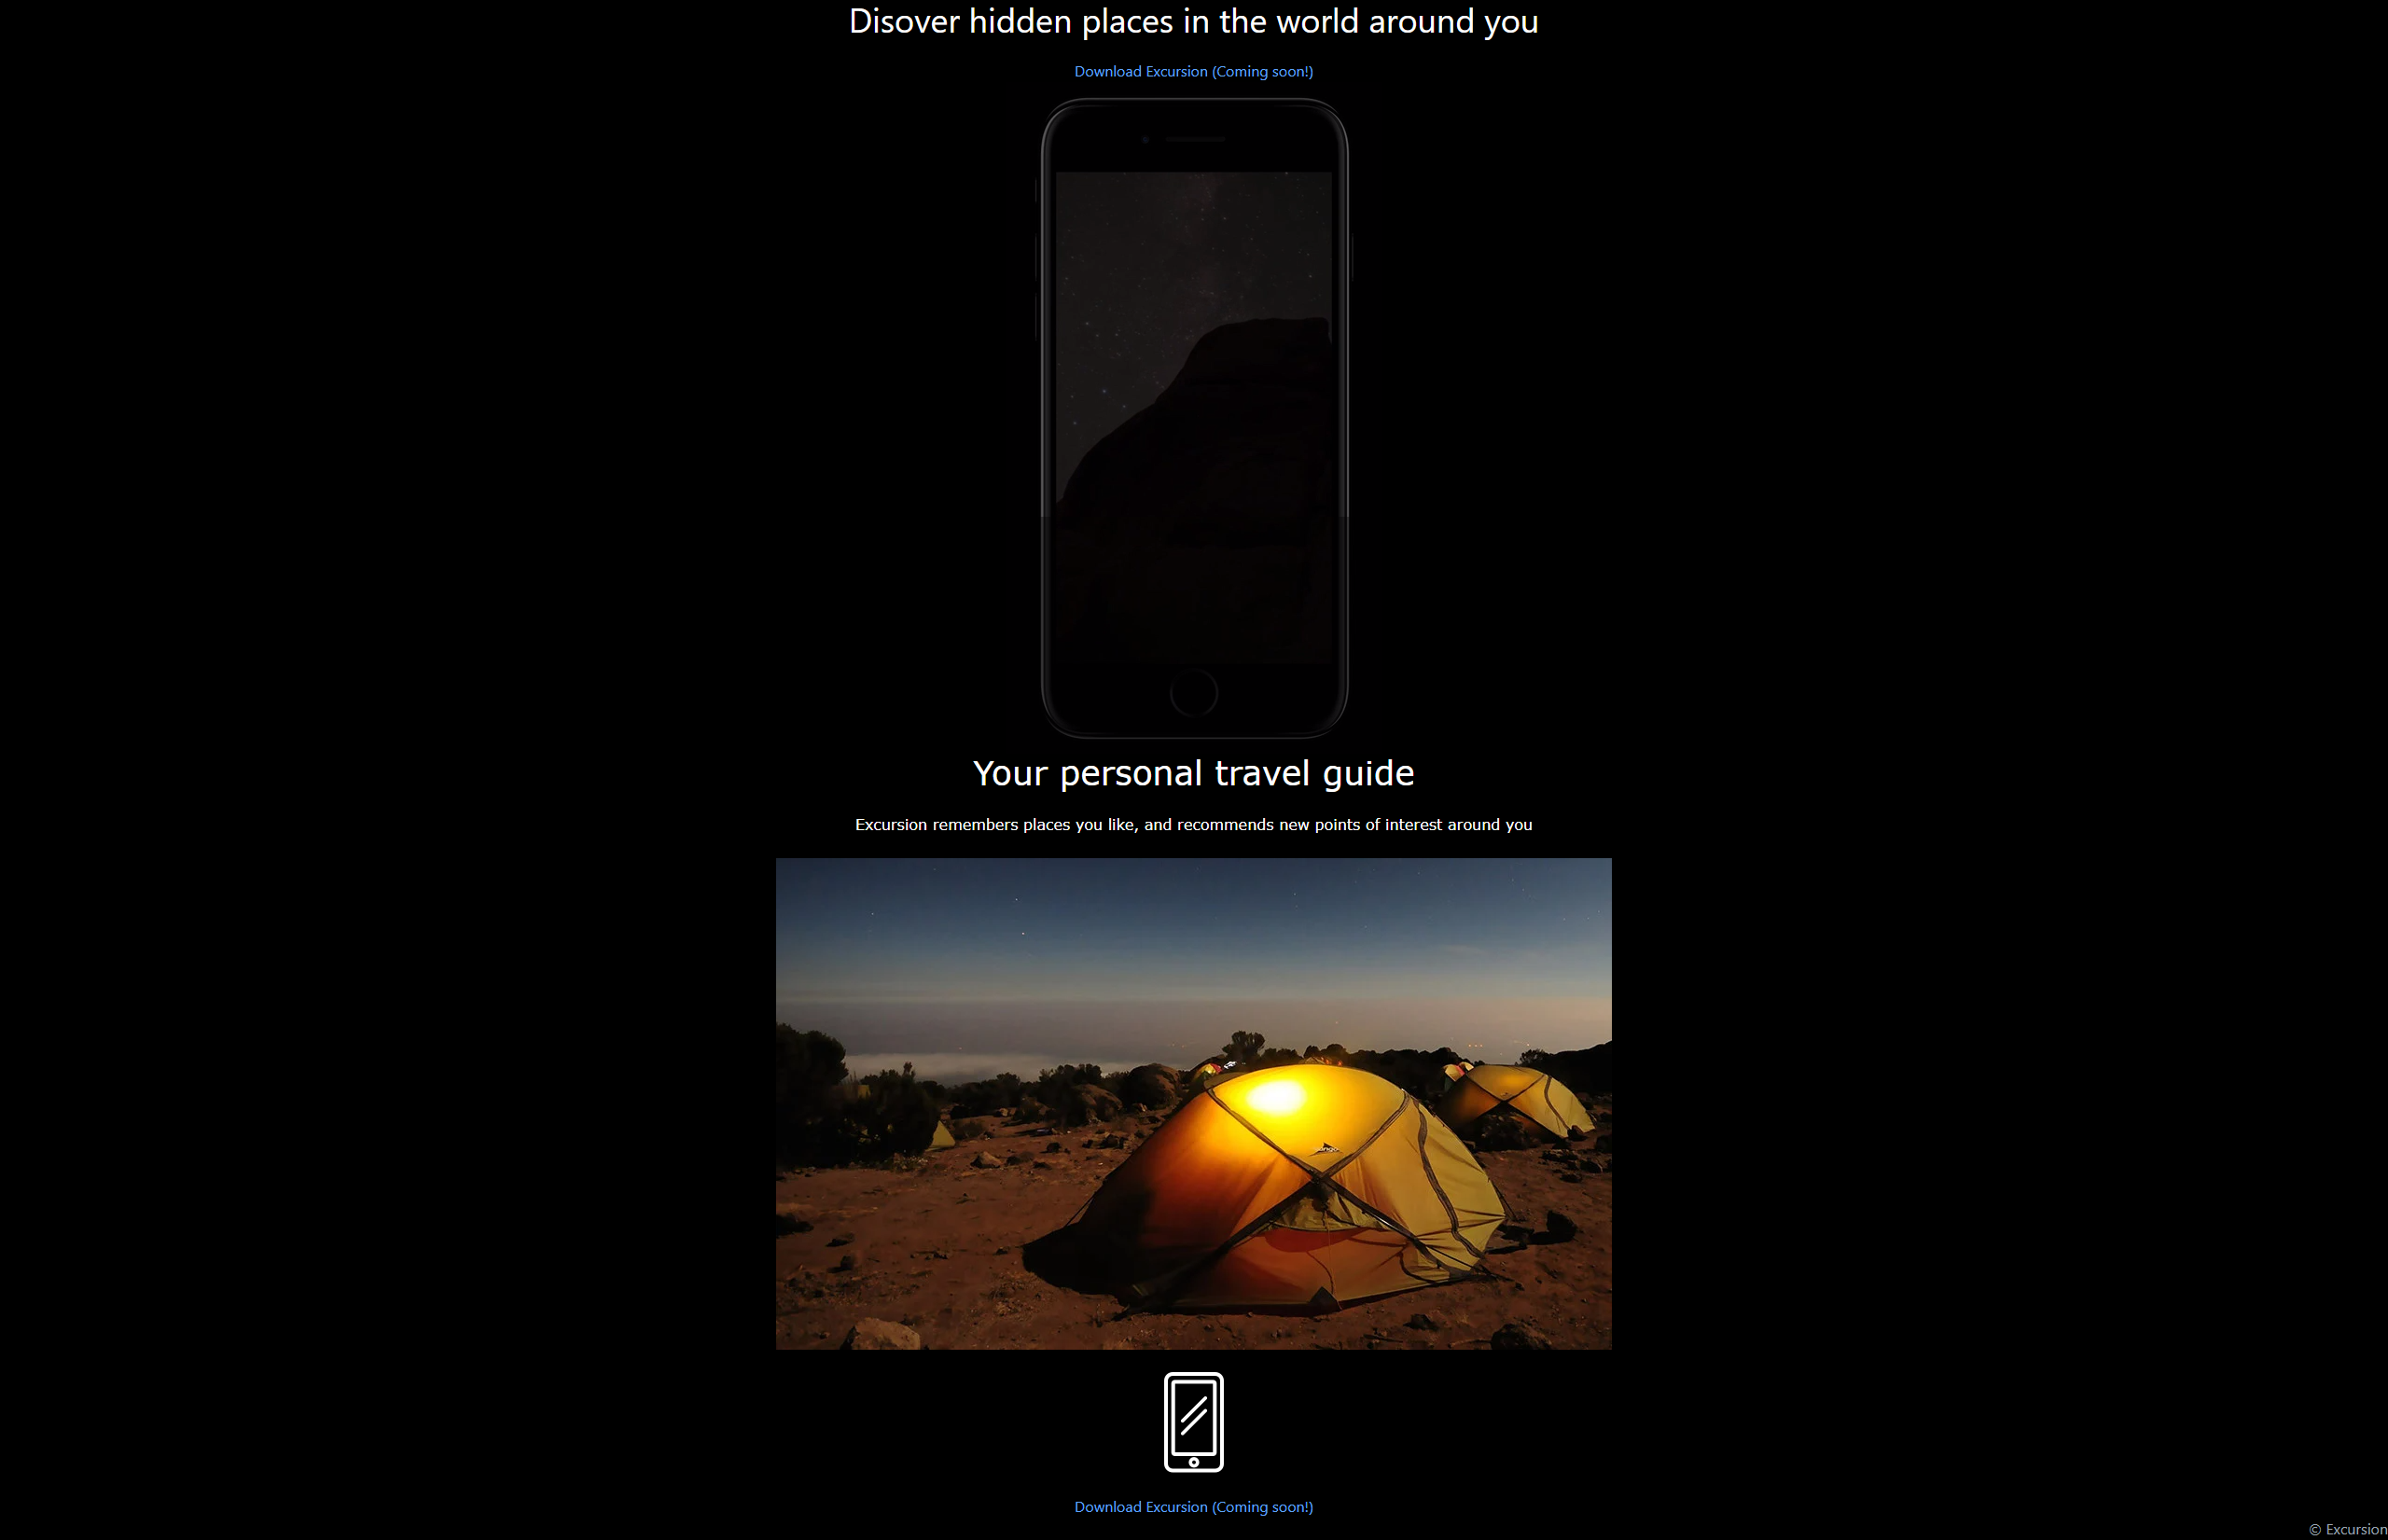 Disover hidden places in the world around you
Download Excursion (Coming soon!)
Your personal travel guide
Excursion remembers places you like, and recommends new points of interest around you
Download Excursion (Coming soon!)
© Excursion